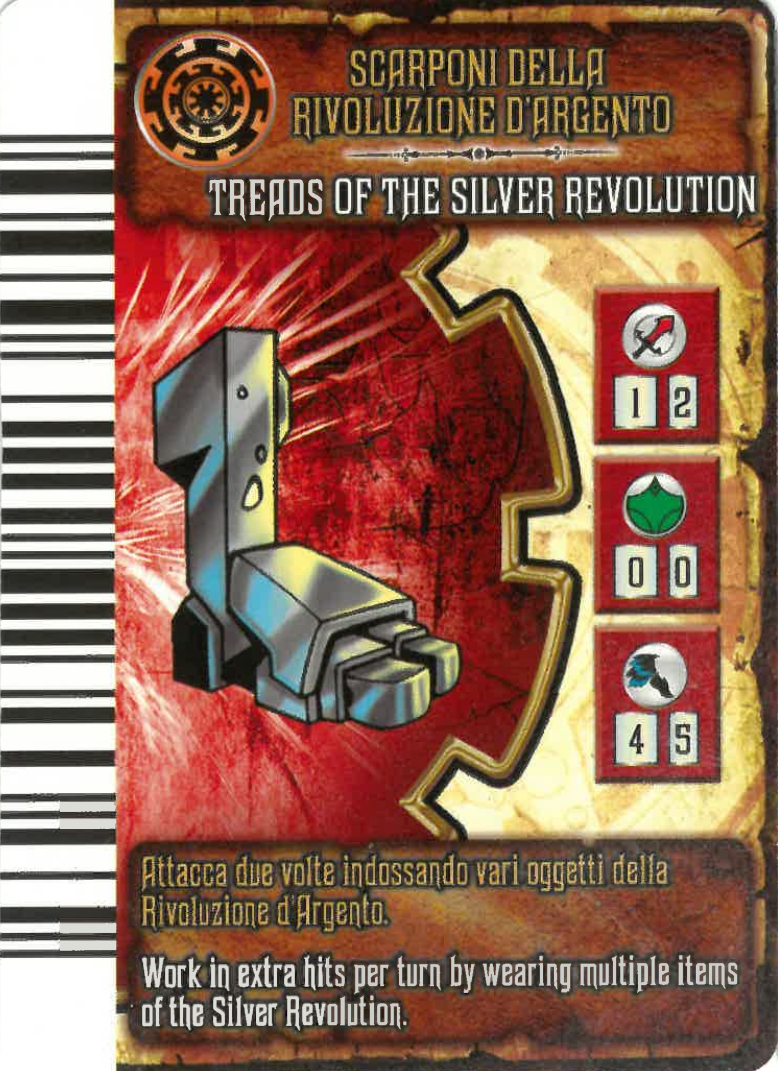 SCARPONI DELLA
RIVOLUZIONE D'ARGENTO
TREADS OF THE SILVER REVOLUTION
1 2
0 0
4 5
Attacca due volte indossando vari oggetti della
Rivoluzione d'Argento.
Work in extra hits per turn by wearing multiple items
of the Silver Revolution.